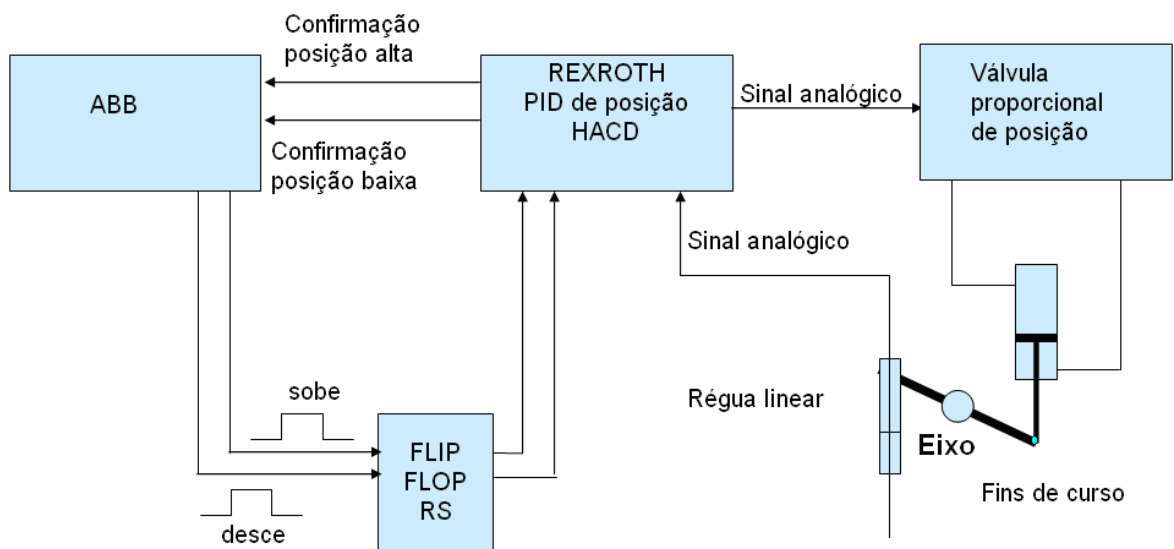 Confirmação
posição alta
ABB
REXROTH
PID de posição
HACD
Sinal analógico
Válvula
proporcional
de posição
Confirmação
posição baixa
Sinal analógico
sobe
Régua linear
Eixo
FLIP
FLOP
RS
Fins de curso
desce